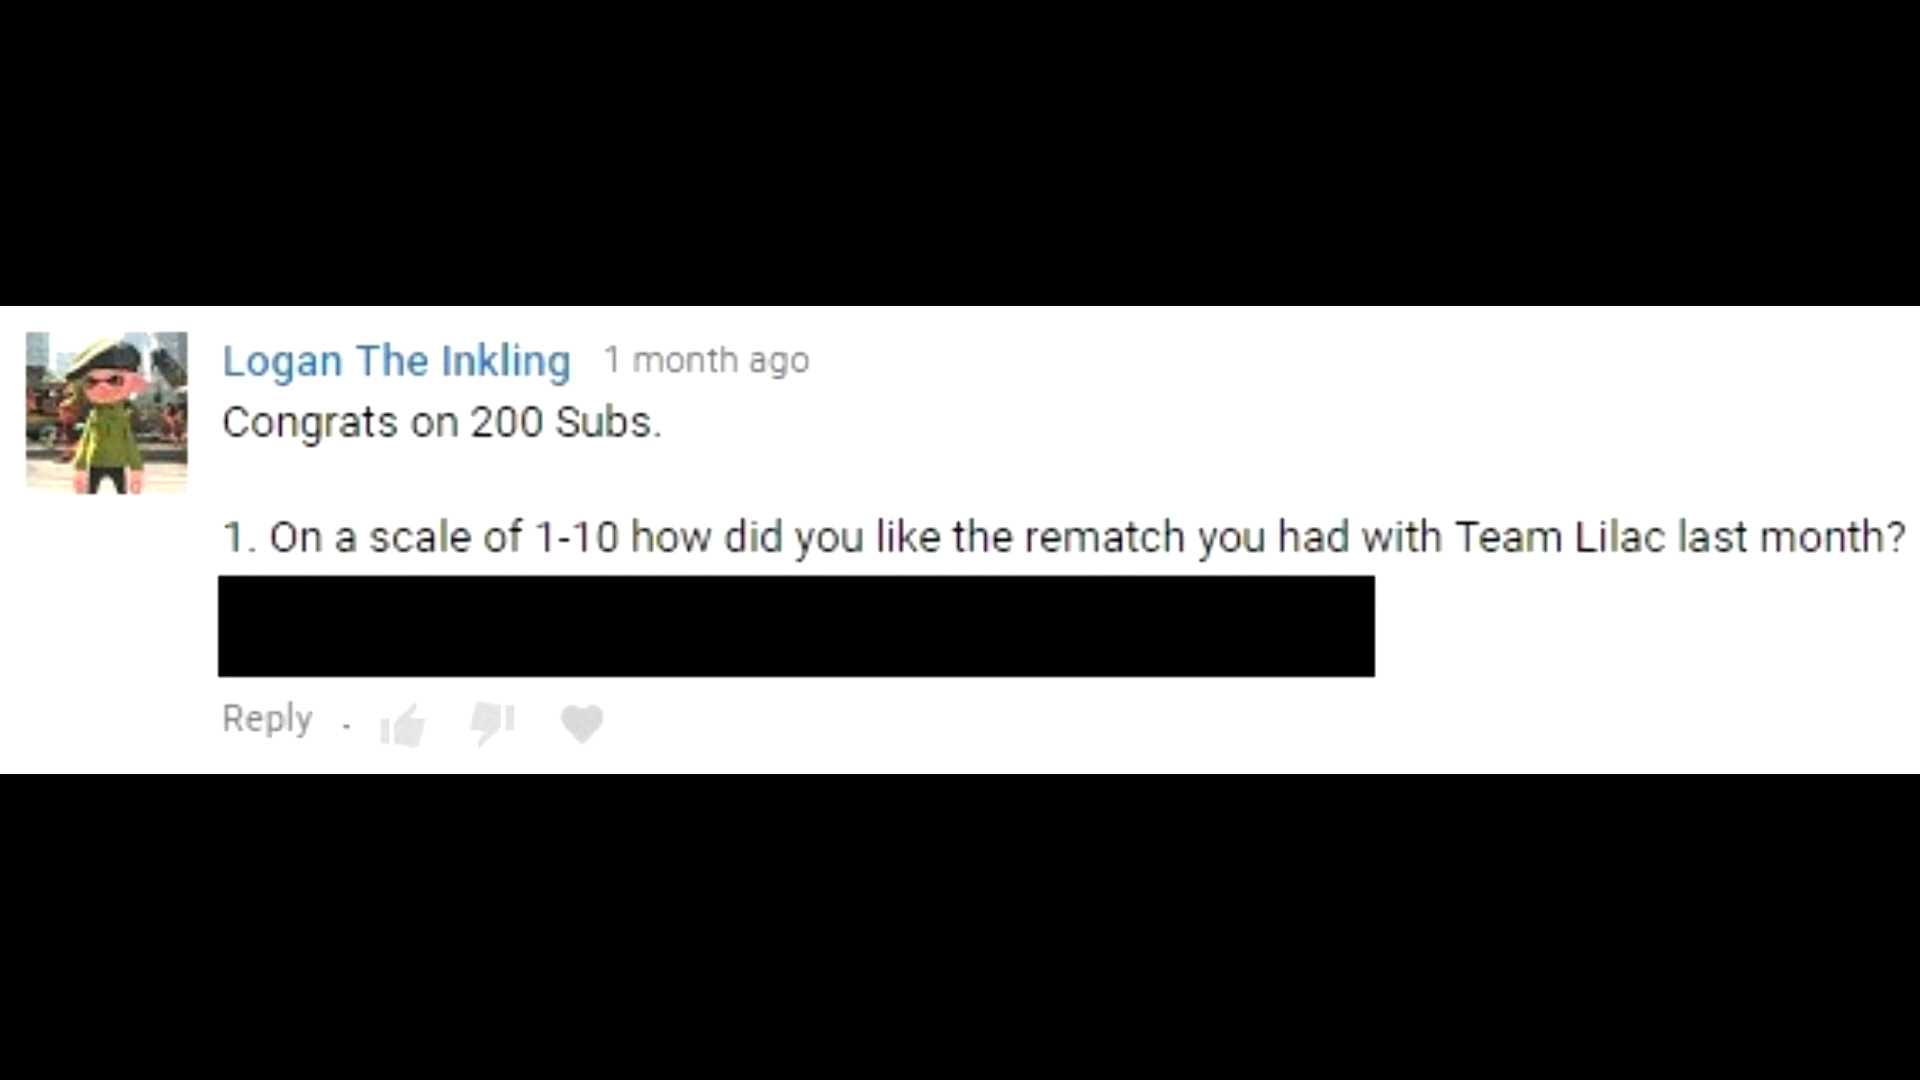 Logan The Inkling 1 month ago
Congrats on 200 Subs.
1. On a scale of 1-10 how did you like the rematch you had with Team Lilac last month?
Reply .